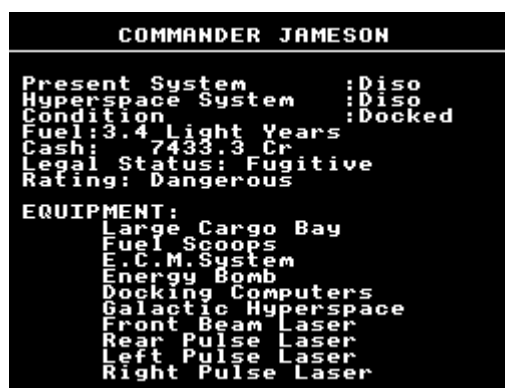 COMMANDER JAMESON
Present System :Diso
Hyperspace System :Diso
Condition :Docked
Fuel:3.4 Light Years
Cash: 7433.3 Cr
Legal Status: Fugitive
Rating: Dangerous
EQUIPMENT:
Large Cargo Bay
Fuel Scoops
E.C.M.System
Energy Bomb
Docking Computers
Galactic Hyperspace
Front Beam Laser
Rear Pulse Laser
Left Pulse Laser
Right Pulse Laser